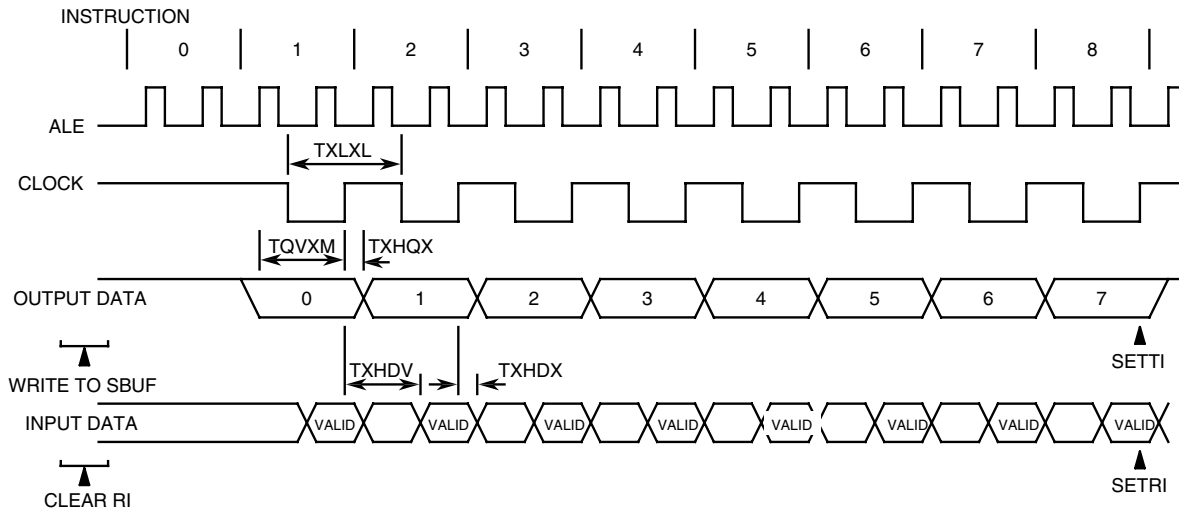 INSTRUCTION
0 1 2 3 4 5 6 7 8
ALE
TXLXL
CLOCK
TQVXM TXHQX
OUTPUT DATA 0 1 2 3 4 5 6 7
SETTI
TXHDV TXHDX
WRITE TO SBUF
INPUT DATA VALID VALID VALID VALID VALID VALID VALID VALID
SETRI
CLEAR RI